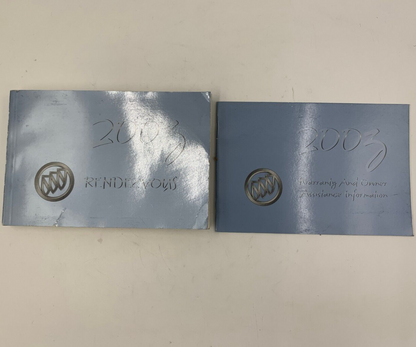 2003
RENDEZVOUS
2003
Warranty And Owner
Assistance Information